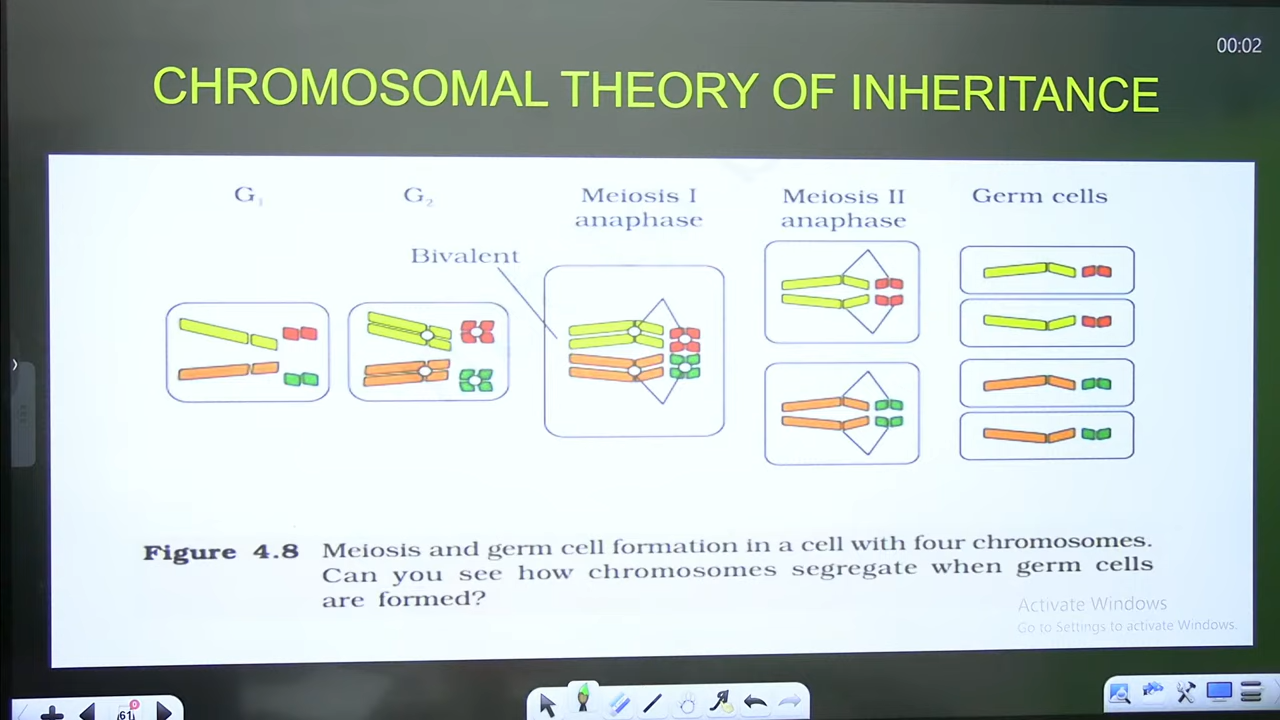 00:02
CHROMOSOMAL THEORY OF INHERITANCE
G₁
G₂
Meiosis I
anaphase
Meiosis II
anaphase
Germ cells
Bivalent
Figure 4.8 Meiosis and germ cell formation in a cell with four chromosomes.
Can you see how chromosomes segregate when germ cells
are formed?
Activate Windows
Go to Settings to activate Windows.
61
0